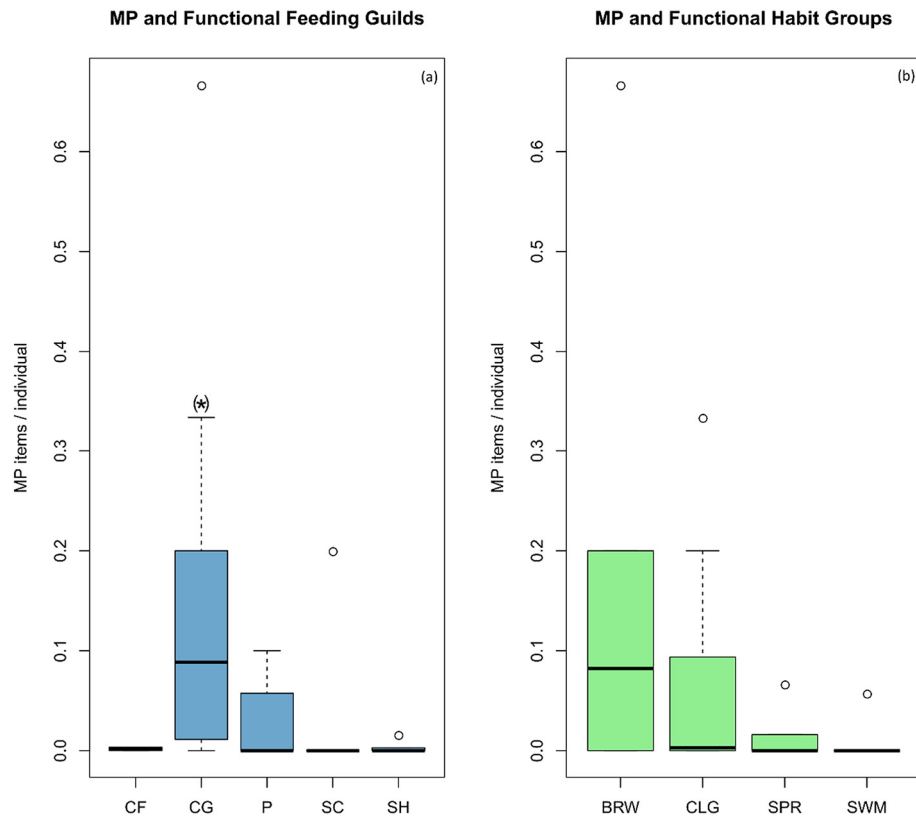 MP and Functional Feeding Guilds
(a)
MP items / individual
0.6
0.5
0.4
0.3
0.2
0.1
0.0
(*)
CF CG P SC SH
MP and Functional Habit Groups
(b)
MP items / individual
0.6
0.5
0.4
0.3
0.2
0.1
0.0
BRW CLG SPR SWM